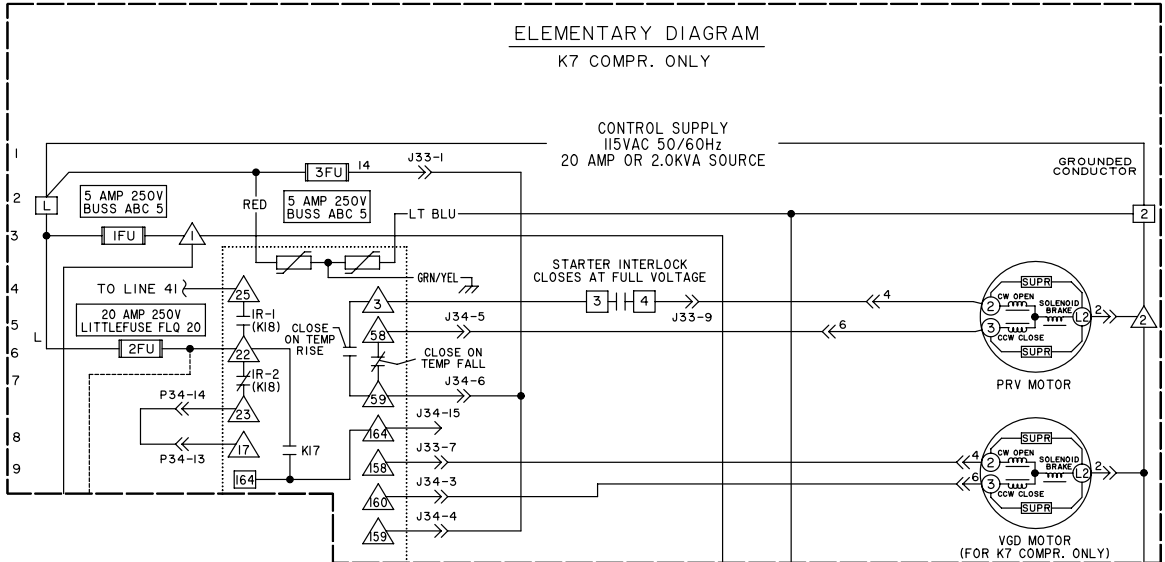 ELEMENTARY DIAGRAM
K7 COMPR. ONLY
CONTROL SUPPLY
115VAC 50/60Hz
20 AMP OR 2.0KVA SOURCE
GROUNDED
CONDUCTOR
1
2
3
4
5
6
7
8
9
L
5 AMP 250V
BUSS ABC 5
3FU
14
J33-1
RED
5 AMP 250V
BUSS ABC 5
LT BLU
2
1FU
1
GRN/YEL
TO LINE 41
25
20 AMP 250V
LITTLEFUSE FLQ 20
L
2FU
IR-1
(K18)
22
IR-2
(K18)
23
P34-14
17
P34-13
164
K17
CLOSE
ON TEMP
RISE
3
58
CLOSE ON
TEMP FALL
59
164
158
160
159
J34-5
J34-6
J34-15
J33-7
J34-3
J34-4
STARTER INTERLOCK
CLOSES AT FULL VOLTAGE
3
4
J33-9
4
6
SUPR
2
CW OPEN
SOLENOID
BRAKE
L2
2
2
3
CCW CLOSE
SUPR
PRV MOTOR
4
6
SUPR
2
CW OPEN
SOLENOID
BRAKE
L2
2
3
CCW CLOSE
SUPR
VGD MOTOR
(FOR K7 COMPR. ONLY)